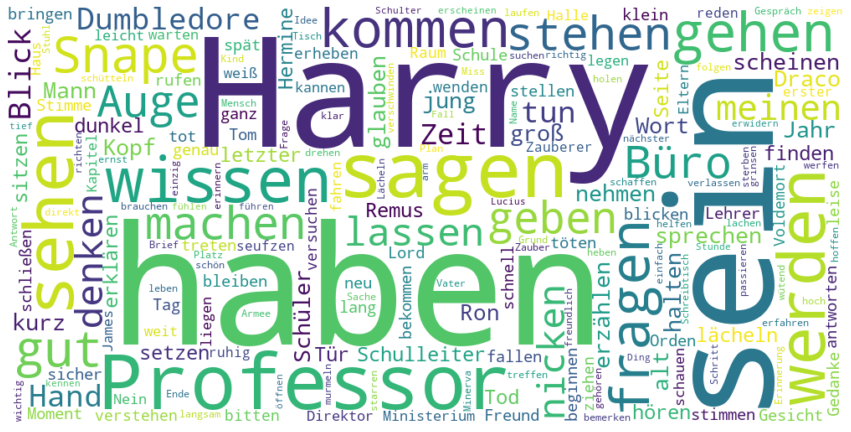 Harry
haben
sein
Professor
sagen
sehen
wissen
werden
kommen
stehen
gehen
Snape
Auge
gut
machen
lassen
geben
fragen
nicken
Büro
denken
tun
Zeit
meinen
Blick
Dumbledore
Hand
Kopf
Mann
glauben
jung
groß
nehmen
sprechen
erzählen
halten
alt
hören
Hermine
Schüler
Remus
Ron
Tür
Schulleiter
Tod
Lord
Tag
kurz
setzen
bleiben
bringen
sitzen
dunkel
letzter
erklären
schließen
verstehen
bitten
Moment
sicher
Direktor
Ministerium
Freund
fallen
beginnen
ziehen
bekommen
neu
lang
schnell
versuchen
seufzen
treten
liegen
ruhig
weit
James
Kapitel
genau
tot
Tom
ganz
weiß
rufen
spät
warten
leicht
Stimme
Haus
Stuhl
Idee
Tisch
Schulter
erscheinen
laufen
Halle
klein
reden
Gespräch
zeigen
scheinen
Draco
erster
Eltern
legen
suchen
richtig
folgen
Schule
Raum
erheben
kannen
wenden
stellen
Miss
holen
Seite
Wort
Jahr
finden
Zauberer
Name
nächster
erwidern
sterben
grinsen
verlassen
werfen
schaffen
blicken
Lehrer
Voldemort
leise
helfen
lachen
hoffen
Stunde
einfach
passieren
Schreibtisch
wütend
hoch
töten
Orden
lächeln
antworten
Gedanke
schauen
erfahren
Ding
Schritt
Erinnerung
stimmen
Gesicht
bemerken
gehören
freundlich
treffen
heben
Zauber
Grund
Lucius
arm
Lächeln
Plan
Fall
verschwinden
klar
Kind
schütteln
Mensch
Frage
drehen
erinnern
einzig
fahren
fühlen
führen
brauchen
Brief
Platz
schön
leben
Sache
Vater
Armee
Nein
Ende
öffnen
murmeln
starren
Minerva
langsam
kennen
wichtig
Antwort
direkt
richten
ernst
tief